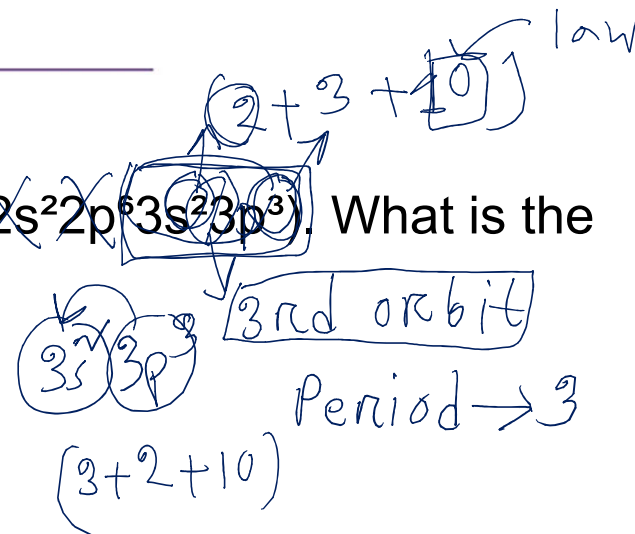 law
(2+3+10)
2s²2p⁶3s²3p³). What is the
3rd orbit
3s² 3p³
Period → 3
(3+2+10)